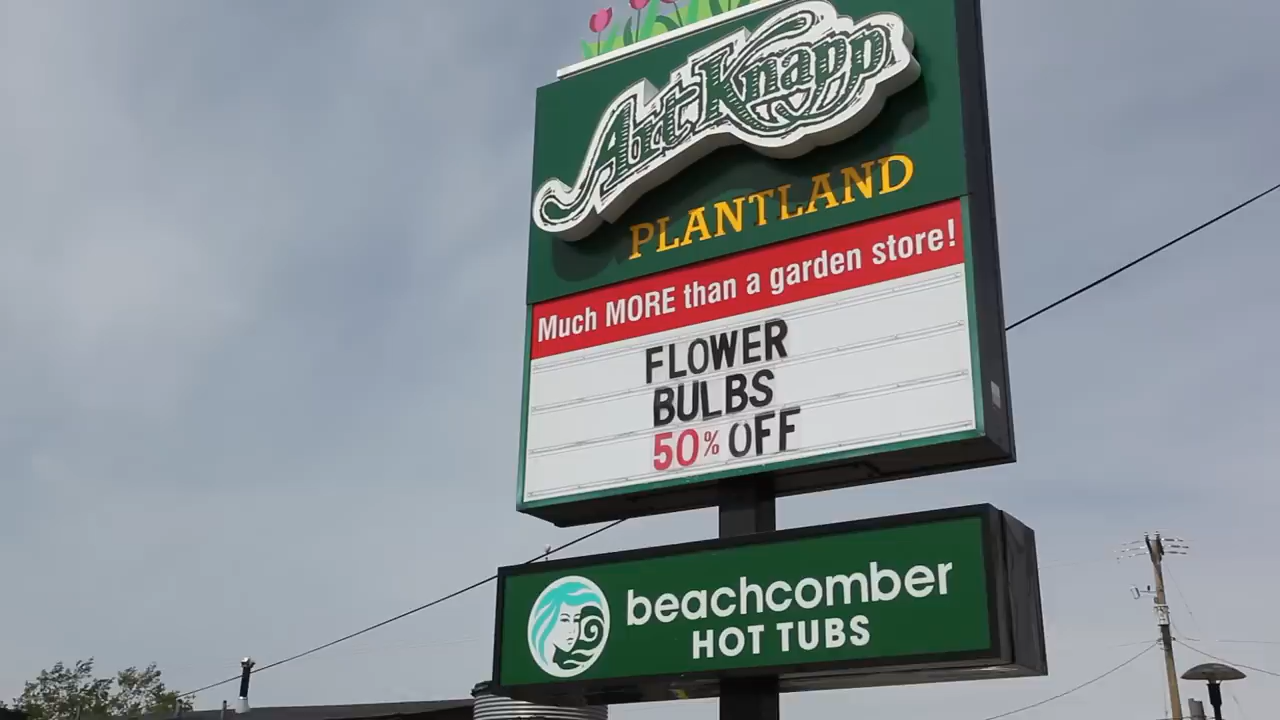 Art Knapp
PLANTLAND
Much MORE than a garden store!
FLOWER
BULBS
50% OFF
beachcomber
HOT TUBS